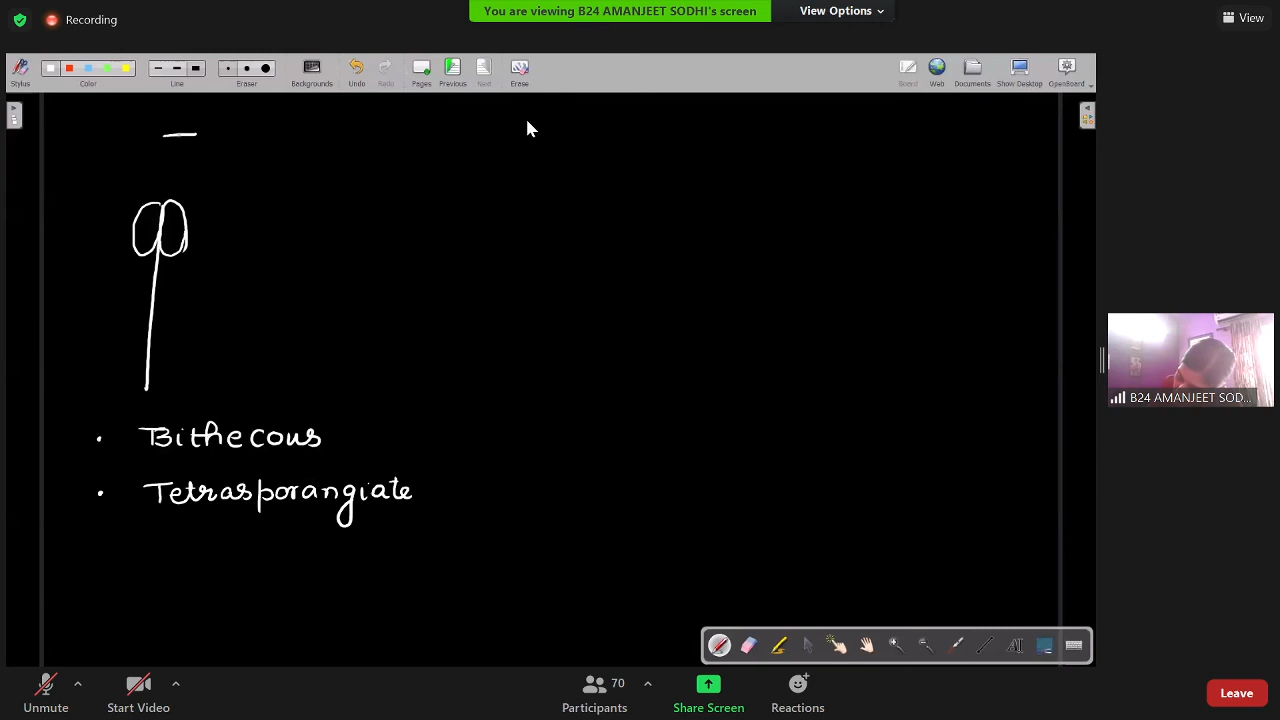 You are viewing B24 AMANJEET SODHI's screen
View Options
Recording
View
Stylus
Color
Line
Eraser
Backgrounds
Undo
Redo
Pages
Previous
Next
Erase
Board
Web
Documents
Show Desktop
OpenBoard
• Bithecous
• Tetrasporangiate
B24 AMANJEET SOD...
Unmute
Start Video
70
Participants
Share Screen
Reactions
Leave